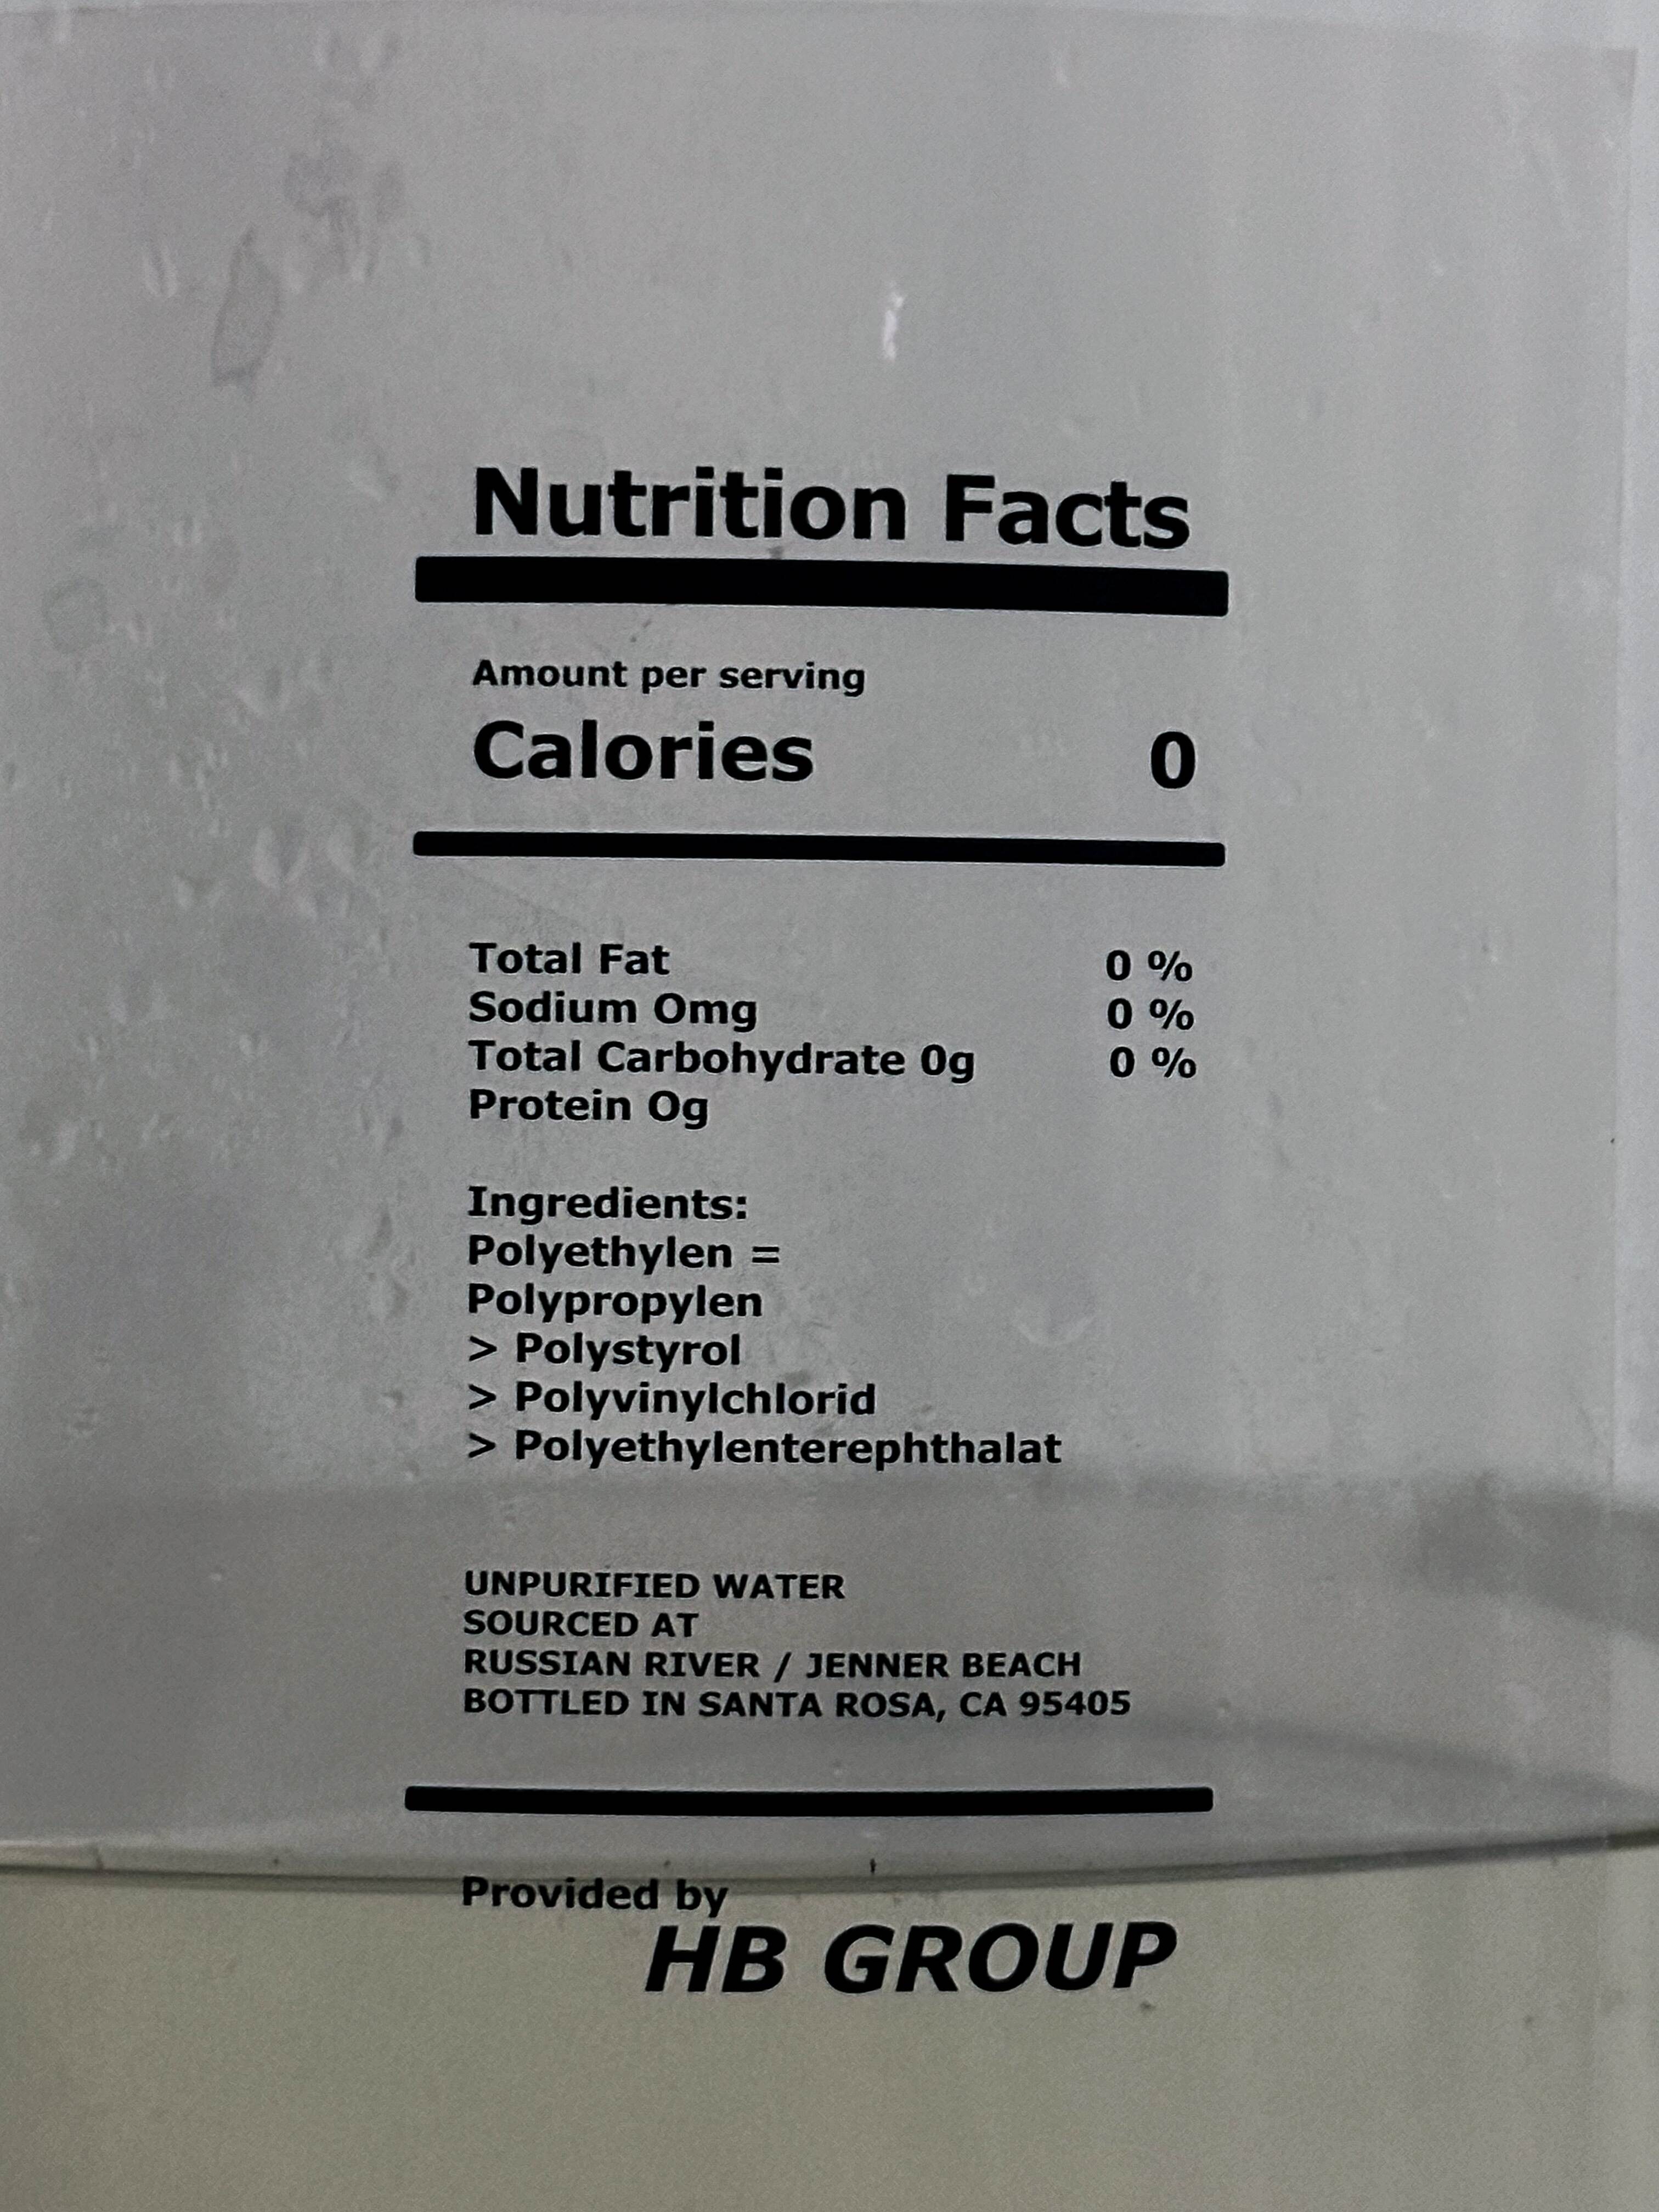 Nutrition Facts
Amount per serving
Calories 0
Total Fat 0 %
Sodium Omg 0 %
Total Carbohydrate 0g 0 %
Protein Og
Ingredients:
Polyethylen =
Polypropylen
> Polystyrol
> Polyvinylchlorid
> Polyethylenterephthalat
UNPURIFIED WATER
SOURCED AT
RUSSIAN RIVER / JENNER BEACH
BOTTLED IN SANTA ROSA, CA 95405
Provided by
HB GROUP